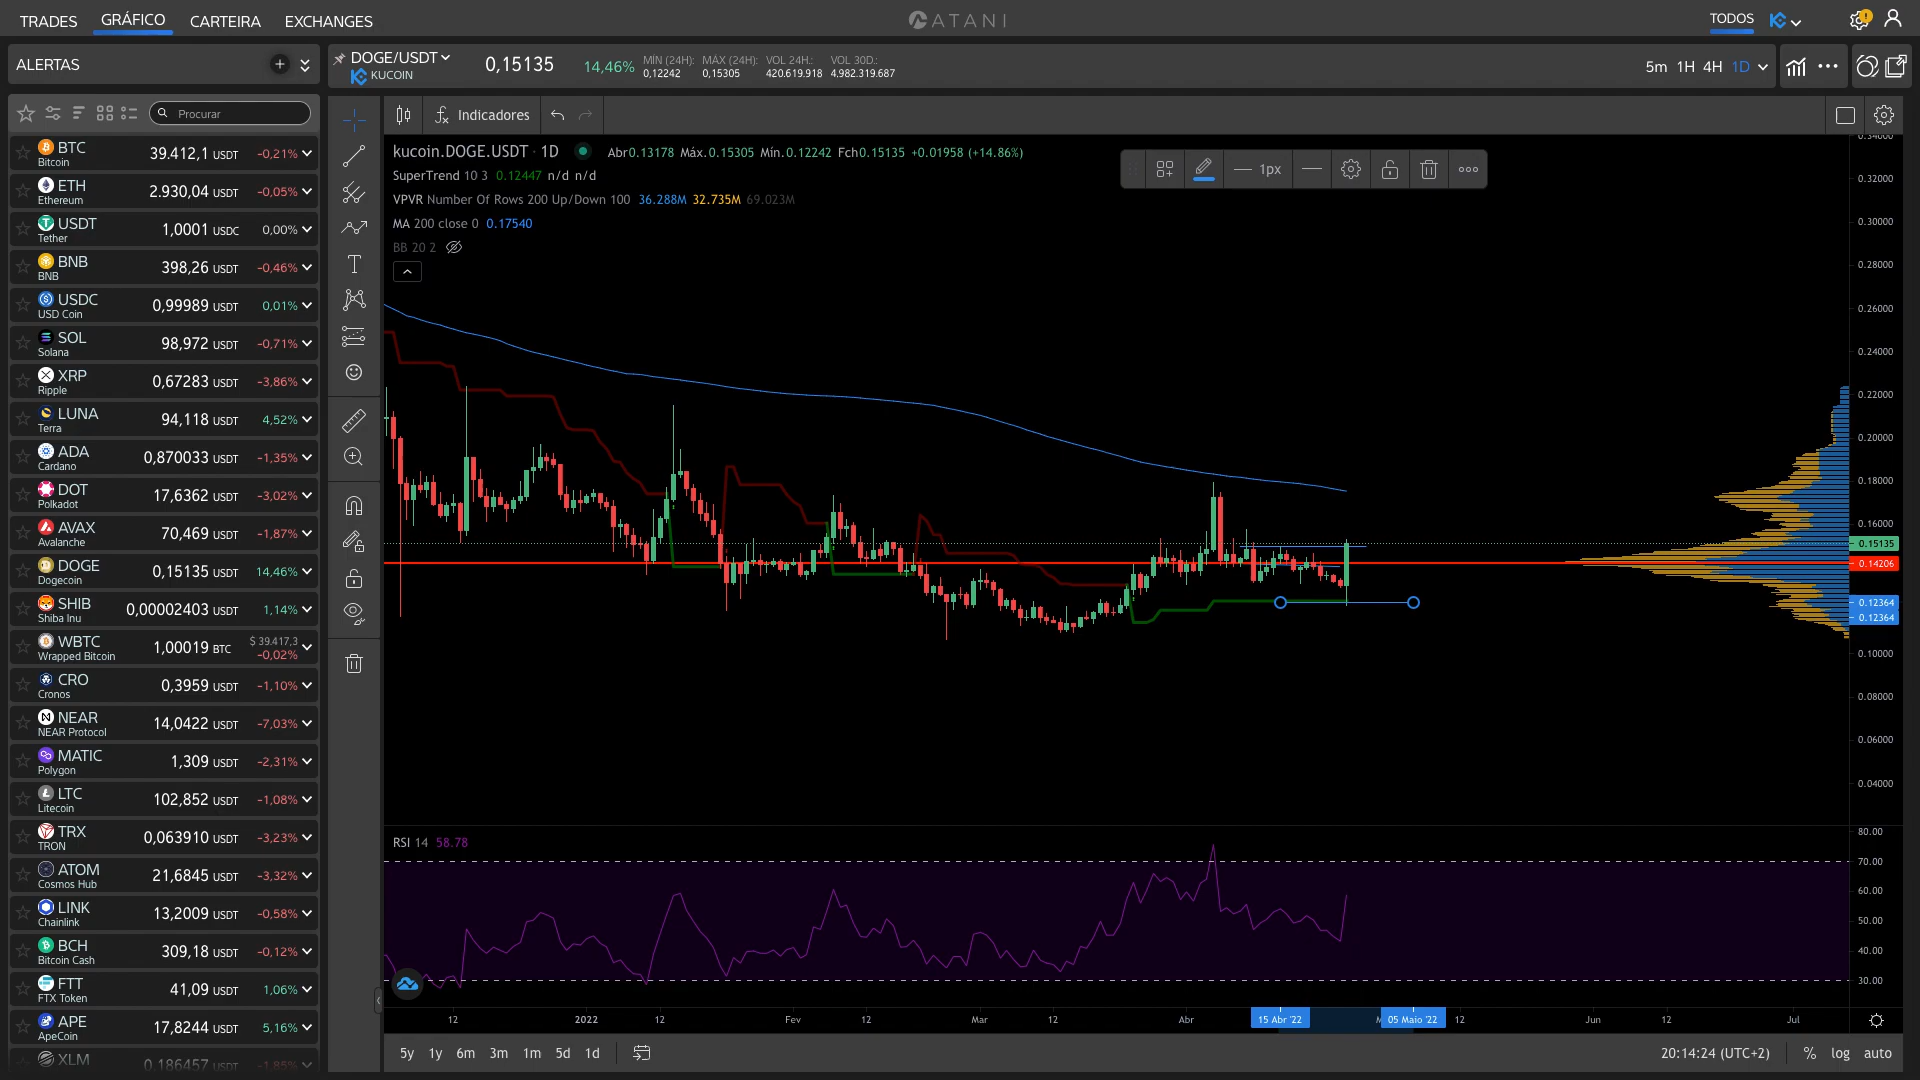 TRADES GRÁFICO CARTEIRA EXCHANGES
ATANI
TODOS
ALERTAS
DOGE/USDT
KUCOIN
0,15135 14,46%
MÍN (24H): MÁX (24H): VOL 24H.: VOL 30D.:
0,12242 0,15305 420.619.918 4.982.319.687
5m 1H 4H 1D
Procurar
Indicadores
BTC
Bitcoin
39.412,1 USDT -0,21%
ETH
Ethereum
2.930,04 USDT -0,05%
USDT
Tether
1,0001 USDC 0,00%
BNB
BNB
398,26 USDT -0,46%
USDC
USD Coin
0,99989 USDT 0,01%
SOL
Solana
98,972 USDT -0,71%
XRP
Ripple
0,67283 USDT -3,86%
LUNA
Terra
94,118 USDT 4,52%
ADA
Cardano
0,870033 USDT -1,35%
DOT
Polkadot
17,6362 USDT -3,02%
AVAX
Avalanche
70,469 USDT -1,87%
DOGE
Dogecoin
0,15135 USDT 14,46%
SHIB
Shiba Inu
0,00002403 USDT 1,14%
WBTC
Wrapped Bitcoin
1,00019 BTC
$ 39.417,3
-0,02%
CRO
Cronos
0,3959 USDT -1,10%
NEAR
NEAR Protocol
14,0422 USDT -7,03%
MATIC
Polygon
1,309 USDT -2,31%
LTC
Litecoin
102,852 USDT -1,08%
TRX
TRON
0,063910 USDT -3,23%
ATOM
Cosmos Hub
21,6845 USDT -3,32%
LINK
Chainlink
13,2009 USDT -0,58%
BCH
Bitcoin Cash
309,18 USDT -0,12%
FTT
FTX Token
41,09 USDT 1,06%
APE
ApeCoin
17,8244 USDT 5,16%
XLM
0,186457 USDT -1,85%
kucoin.DOGE.USDT · 1D Abr0.13178 Máx.0.15305 Mín.0.12242 Fch0.15135 +0.01958 (+14.86%)
SuperTrend 10 3 0.12447 n/d n/d
VPVR Number Of Rows 200 Up/Down 100 36.288M 32.735M 69.023M
MA 200 close 0 0.17540
BB 20 2
1px
0.34000
0.32000
0.30000
0.28000
0.26000
0.24000
0.22000
0.20000
0.18000
0.16000
0.15135
0.14206
0.12364
0.12364
0.10000
0.08000
0.06000
0.04000
RSI 14 58.78
80.00
70.00
60.00
50.00
40.00
30.00
12 2022 12 Fev 12 Mar 12 Abr 15 Abr '22 05 Maio '22 12 Jun 12 Jul
5y 1y 6m 3m 1m 5d 1d
20:14:24 (UTC+2) % log auto